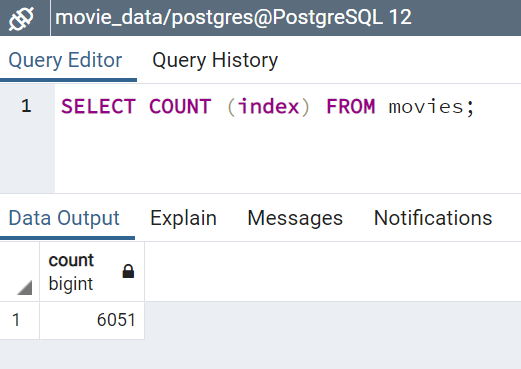 movie_data/postgres@PostgreSQL 12
Query Editor Query History
1 SELECT COUNT (index) FROM movies;
Data Output Explain Messages Notifications
count
bigint
1 6051